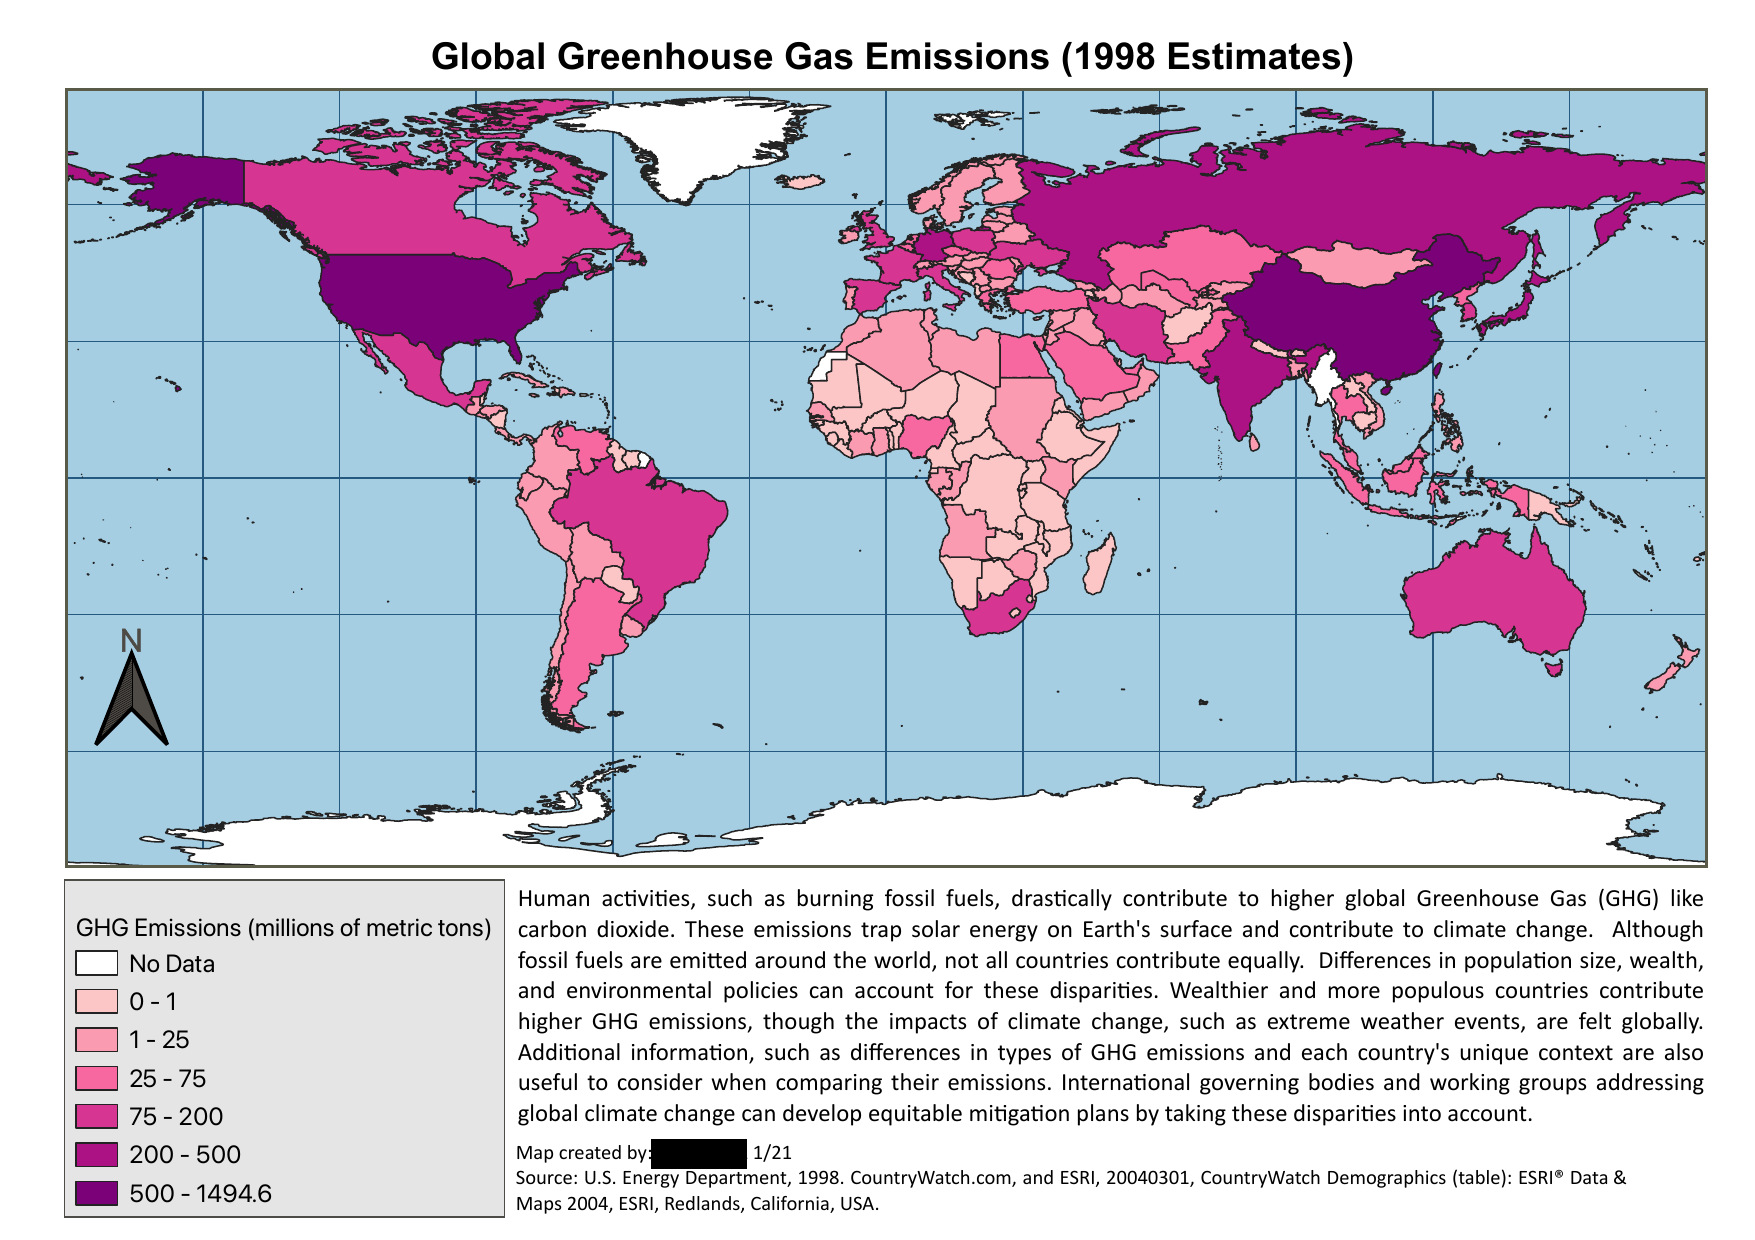 Global Greenhouse Gas Emissions (1998 Estimates)
N
GHG Emissions (millions of metric tons)
No Data
0 - 1
1 - 25
25 - 75
75 - 200
200 - 500
500 - 1494.6
Human activities, such as burning fossil fuels, drastically contribute to higher global Greenhouse Gas (GHG) like
carbon dioxide. These emissions trap solar energy on Earth's surface and contribute to climate change.  Although
fossil fuels are emitted around the world, not all countries contribute equally.  Differences in population size, wealth,
and environmental policies can account for these disparities. Wealthier and more populous countries contribute
higher GHG emissions, though the impacts of climate change, such as extreme weather events, are felt globally.
Additional information, such as differences in types of GHG emissions and each country's unique context are also
useful to consider when comparing their emissions. International governing bodies and working groups addressing
global climate change can develop equitable mitigation plans by taking these disparities into account.
Map created by: 1/21
Source: U.S. Energy Department, 1998. CountryWatch.com, and ESRI, 20040301, CountryWatch Demographics (table): ESRI® Data &
Maps 2004, ESRI, Redlands, California, USA.